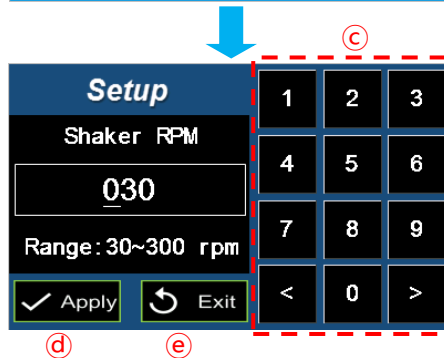 ⓒ
Setup
Shaker RPM
030
Range:30~300 rpm
Apply
Exit
1 2 3
4 5 6
7 8 9
< 0 >
ⓓ ⓔ